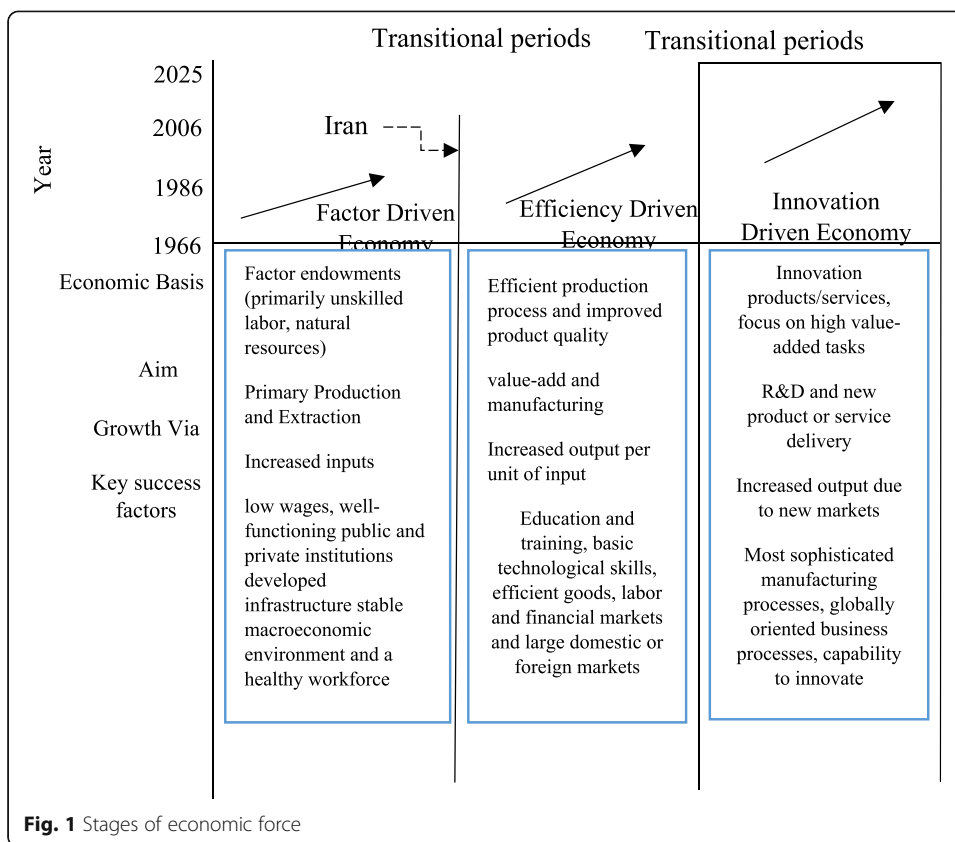 Transitional periods
Transitional periods
Year
2025
2006
1986
1966
Iran
Factor Driven
Economy
Efficiency Driven
Economy
Innovation
Driven Economy
Economic Basis
Aim
Growth Via
Key success
factors
Factor endowments
(primarily unskilled
labor, natural
resources)
Primary Production
and Extraction
Increased inputs
low wages, well-
functioning public and
private institutions
developed
infrastructure stable
macroeconomic
environment and a
healthy workforce
Efficient production
process and improved
product quality
value-add and
manufacturing
Increased output per
unit of input
Education and
training, basic
technological skills,
efficient goods, labor
and financial markets
and large domestic or
foreign markets
Innovation
products/services,
focus on high value-
added tasks
R&D and new
product or service
delivery
Increased output due
to new markets
Most sophisticated
manufacturing
processes, globally
oriented business
processes, capability
to innovate
Fig. 1 Stages of economic force